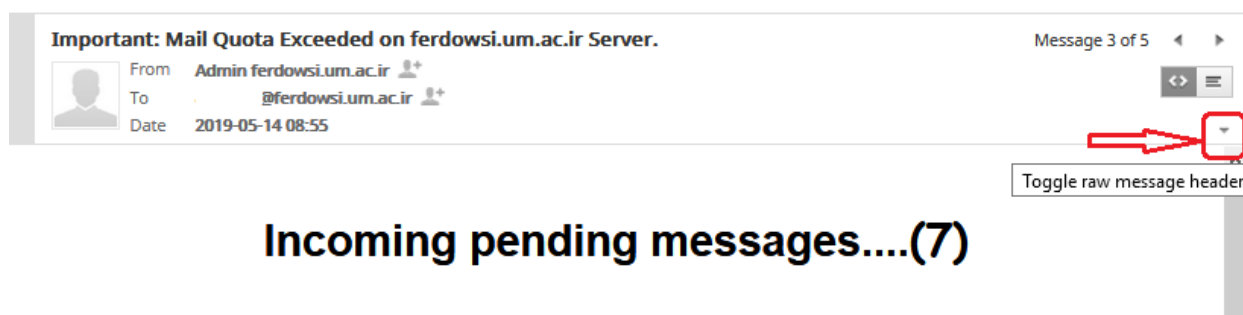 Important: Mail Quota Exceeded on ferdowsi.um.ac.ir Server.
Message 3 of 5
From Admin ferdowsi.um.ac.ir
To @ferdowsi.um.ac.ir
Date 2019-05-14 08:55
Toggle raw message header
Incoming pending messages....(7)